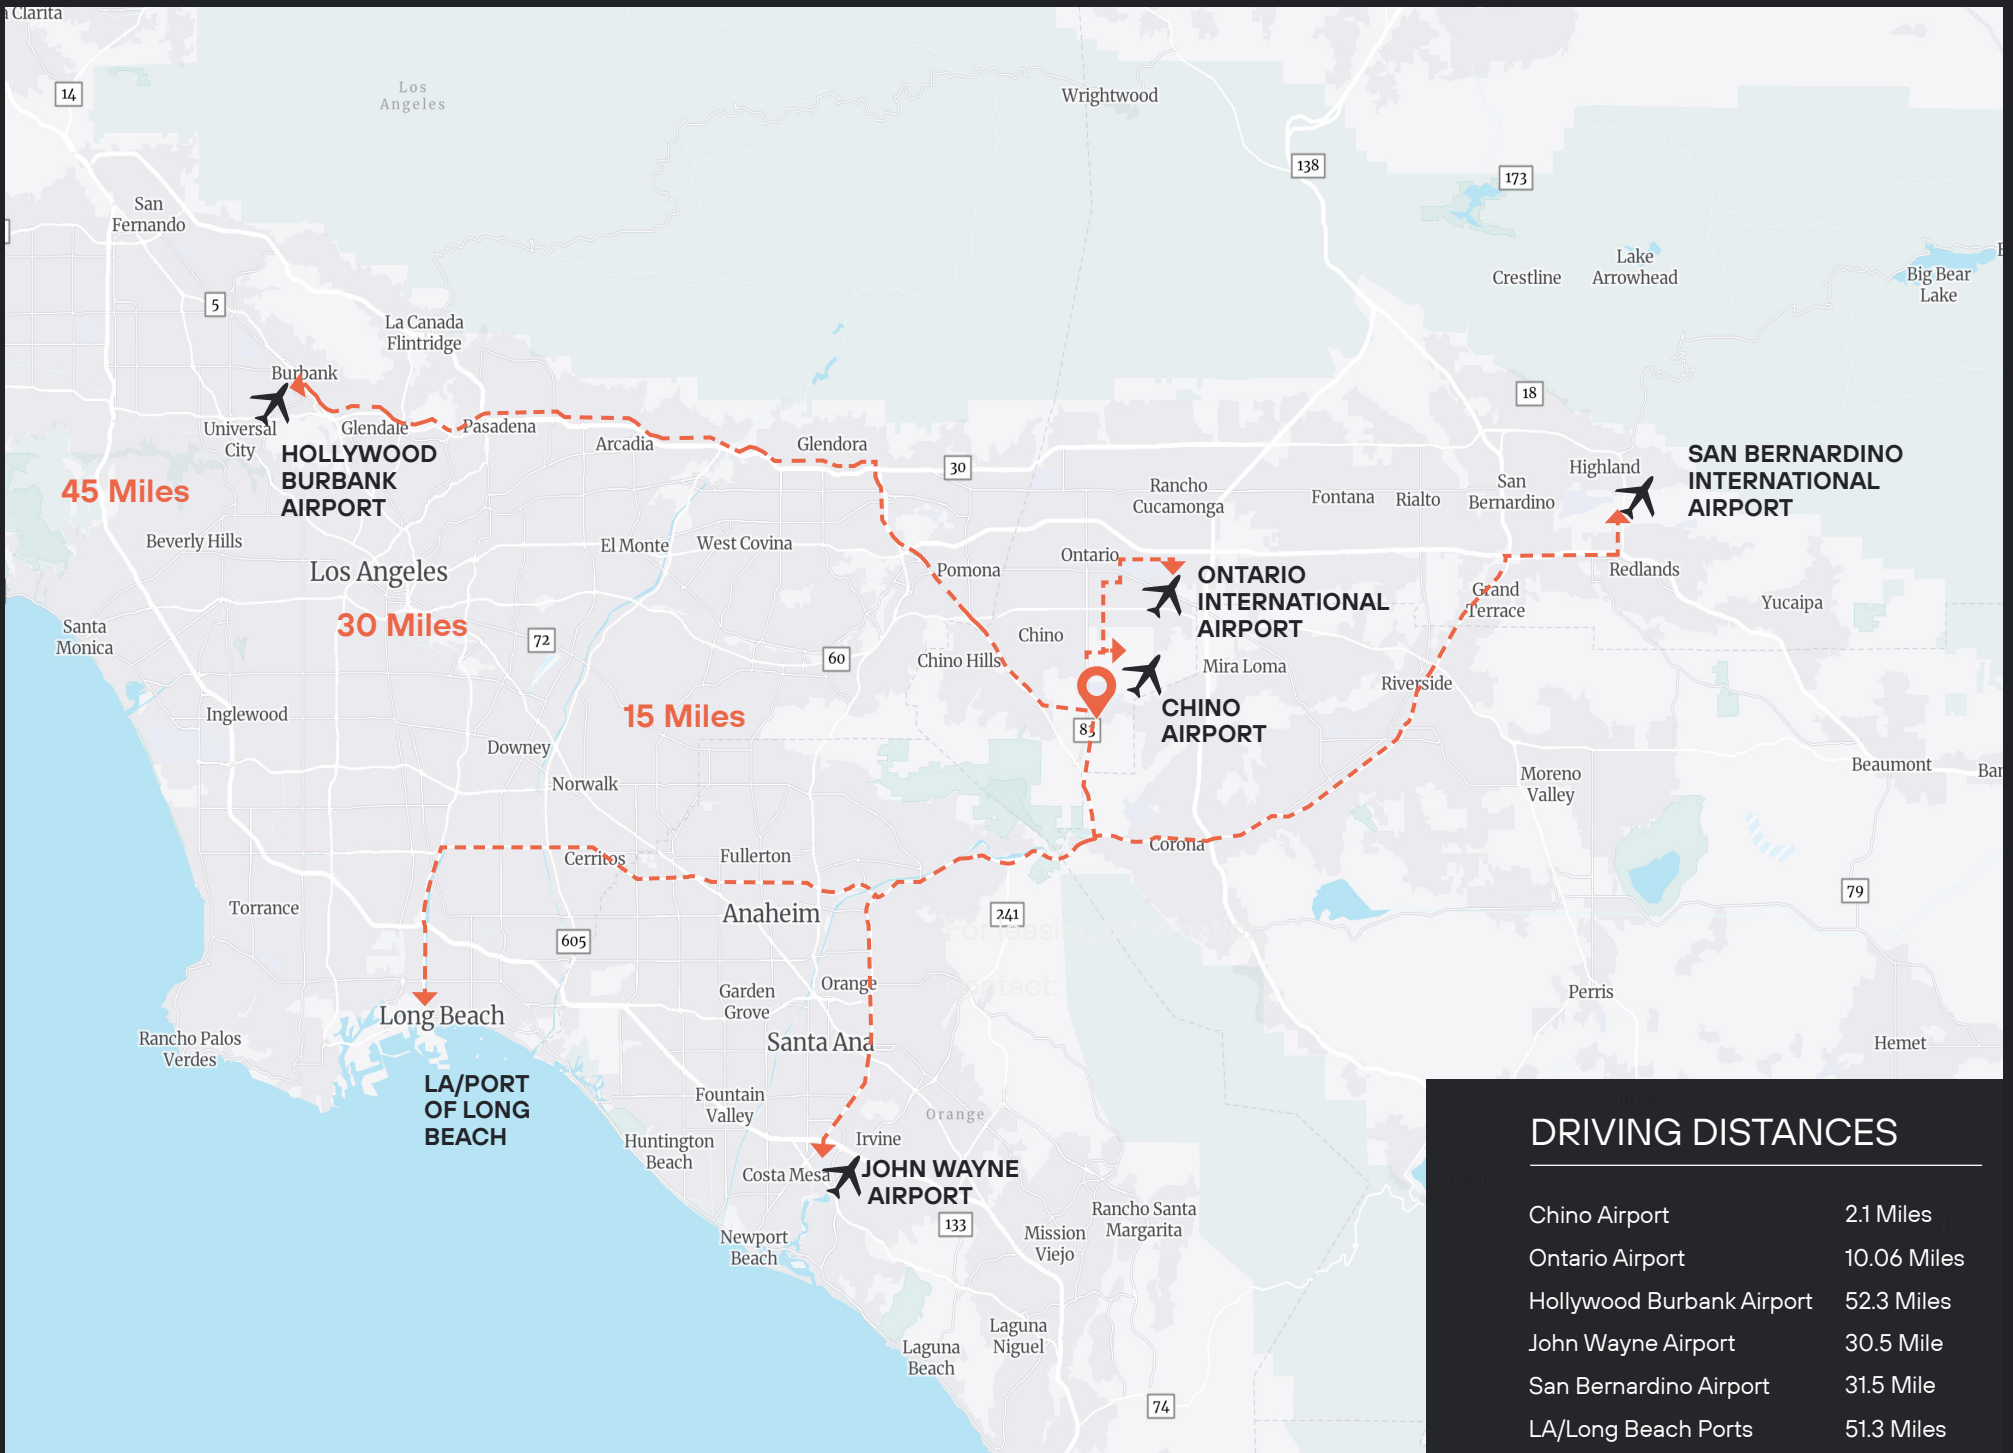 a Clarita
14
Los
Angeles
Wrightwood
138
173
San
Fernando
Lake
Arrowhead
Crestline
Big Bear
Lake
5
La Canada
Flintridge
Burbank
18
Universal
City
Glendale
Pasadena
Arcadia
Glendora
30
HOLLYWOOD
BURBANK
AIRPORT
45 Miles
Rancho
Cucamonga
Fontana
Rialto
San
Bernardino
Highland
SAN BERNARDINO
INTERNATIONAL
AIRPORT
Beverly Hills
El Monte
West Covina
Ontario
Los Angeles
Pomona
ONTARIO
INTERNATIONAL
AIRPORT
Grand
Terrace
Redlands
Yucaipa
30 Miles
Santa
Monica
72
60
Chino
Chino Hills
Mira Loma
Riverside
Inglewood
15 Miles
CHINO
AIRPORT
83
Downey
Norwalk
Moreno
Valley
Beaumont
Ban
Cerritos
Fullerton
Corona
79
Torrance
Anaheim
241
For leasing information
contact:
605
Garden
Grove
Orange
Perris
Long Beach
Santa Ana
Rancho Palos
Verdes
Hemet
LA/PORT
OF LONG
BEACH
Fountain
Valley
Orange
Huntington
Beach
Irvine
Costa Mesa
JOHN WAYNE
AIRPORT
133
Rancho Santa
Margarita
Mission
Viejo
Newport
Beach
Laguna
Niguel
Laguna
Beach
74
DRIVING DISTANCES
Chino Airport 2.1 Miles
Ontario Airport 10.06 Miles
Hollywood Burbank Airport 52.3 Miles
John Wayne Airport 30.5 Mile
San Bernardino Airport 31.5 Mile
LA/Long Beach Ports 51.3 Miles